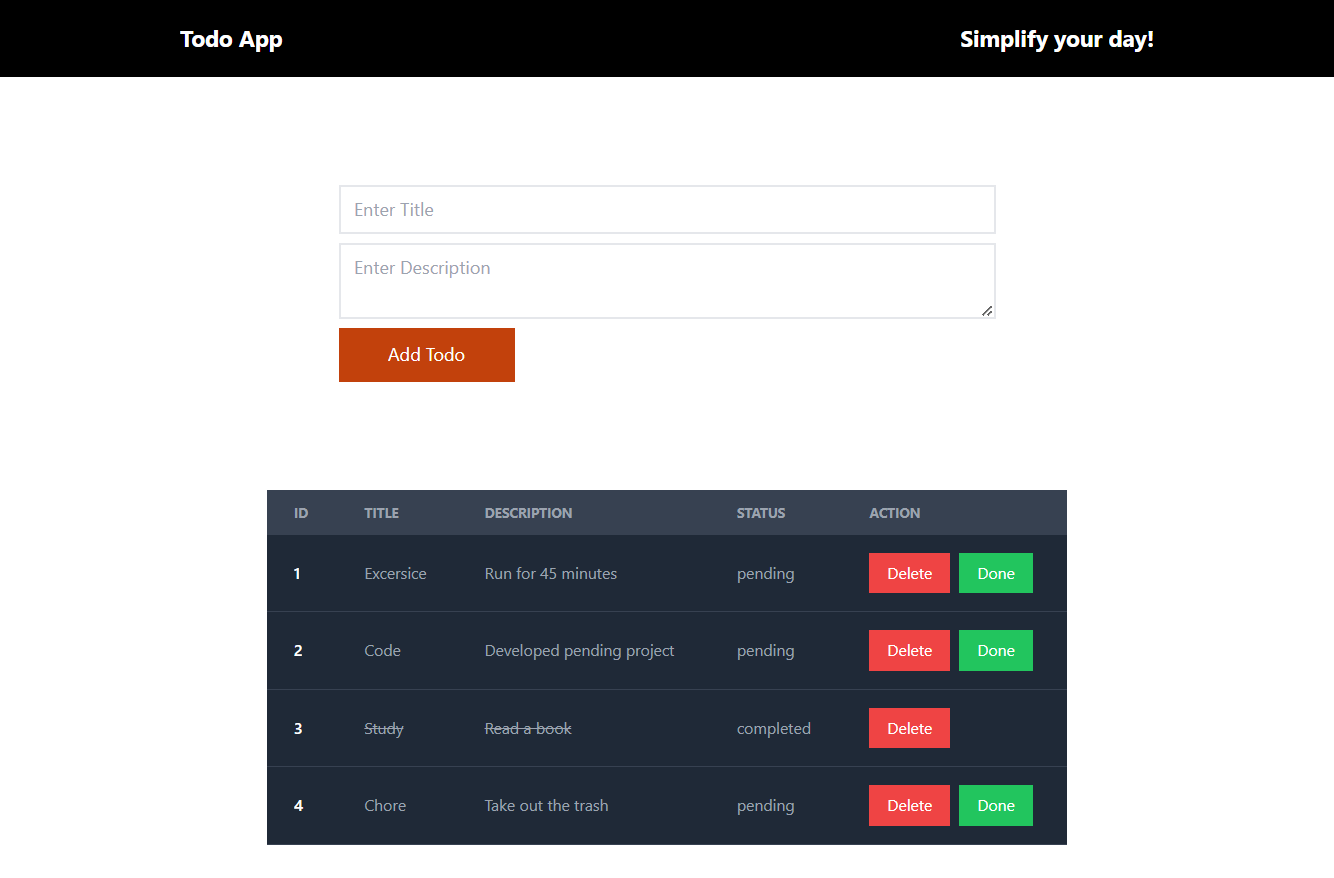 Todo App Simplify your day!
Enter Title
Enter Description
Add Todo
ID TITLE DESCRIPTION STATUS ACTION
1 Excersice Run for 45 minutes pending Delete Done
2 Code Developed pending project pending Delete Done
3 Study Read a book completed Delete
4 Chore Take out the trash pending Delete Done